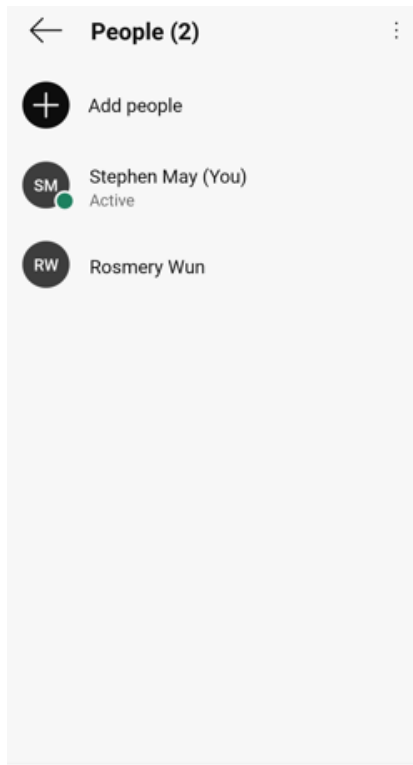 People (2)
Add people
SM
Stephen May (You)
Active
RW
Rosmery Wun